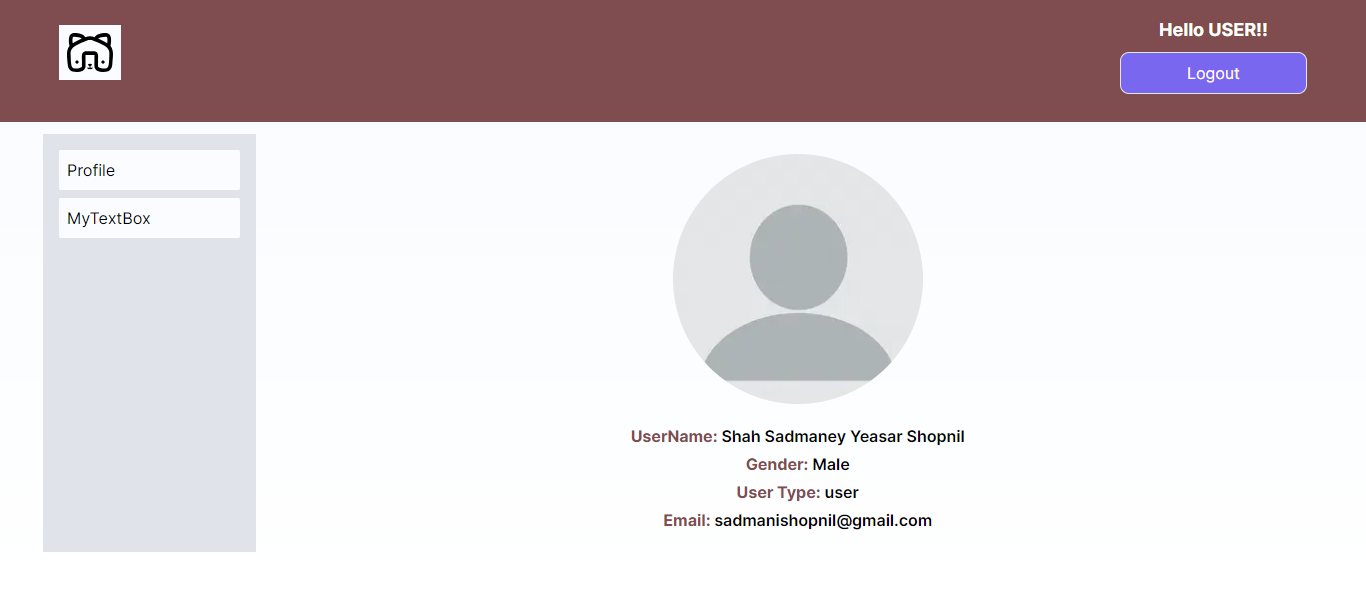 Hello USER!!
Logout
Profile
MyTextBox
UserName: Shah Sadmaney Yeasar Shopnil
Gender: Male
User Type: user
Email: sadmanishopnil@gmail.com